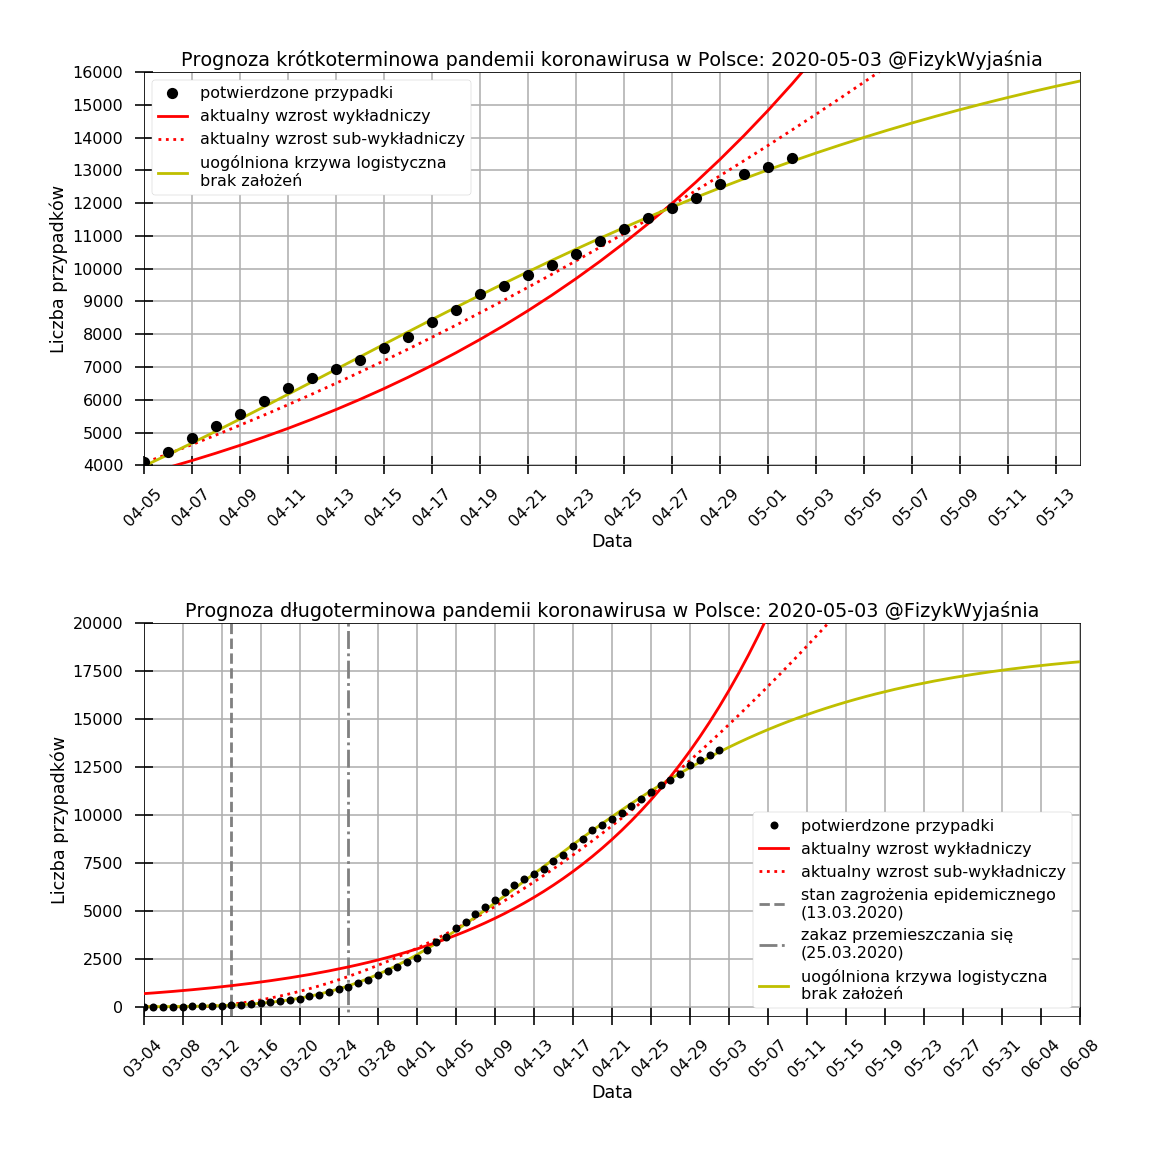 Prognoza krótkoterminowa pandemii koronawirusa w Polsce: 2020-05-03 @FizykWyjaśnia
16000
15000
14000
13000
12000
11000
10000
9000
8000
7000
6000
5000
4000
Liczba przypadków
potwierdzone przypadki
aktualny wzrost wykładniczy
aktualny wzrost sub-wykładniczy
uogólniona krzywa logistyczna
brak założeń
04-05 04-07 04-09 04-11 04-13 04-15 04-17 04-19 04-21 04-23 04-25 04-27 04-29 05-01 05-03 05-05 05-07 05-09 05-11 05-13
Data
Prognoza długoterminowa pandemii koronawirusa w Polsce: 2020-05-03 @FizykWyjaśnia
20000
17500
15000
12500
10000
7500
5000
2500
0
Liczba przypadków
potwierdzone przypadki
aktualny wzrost wykładniczy
aktualny wzrost sub-wykładniczy
stan zagrożenia epidemicznego
(13.03.2020)
zakaz przemieszczania się
(25.03.2020)
uogólniona krzywa logistyczna
brak założeń
03-04 03-08 03-12 03-16 03-20 03-24 03-28 04-01 04-05 04-09 04-13 04-17 04-21 04-25 04-29 05-03 05-07 05-11 05-15 05-19 05-23 05-27 05-31 06-04 06-08
Data